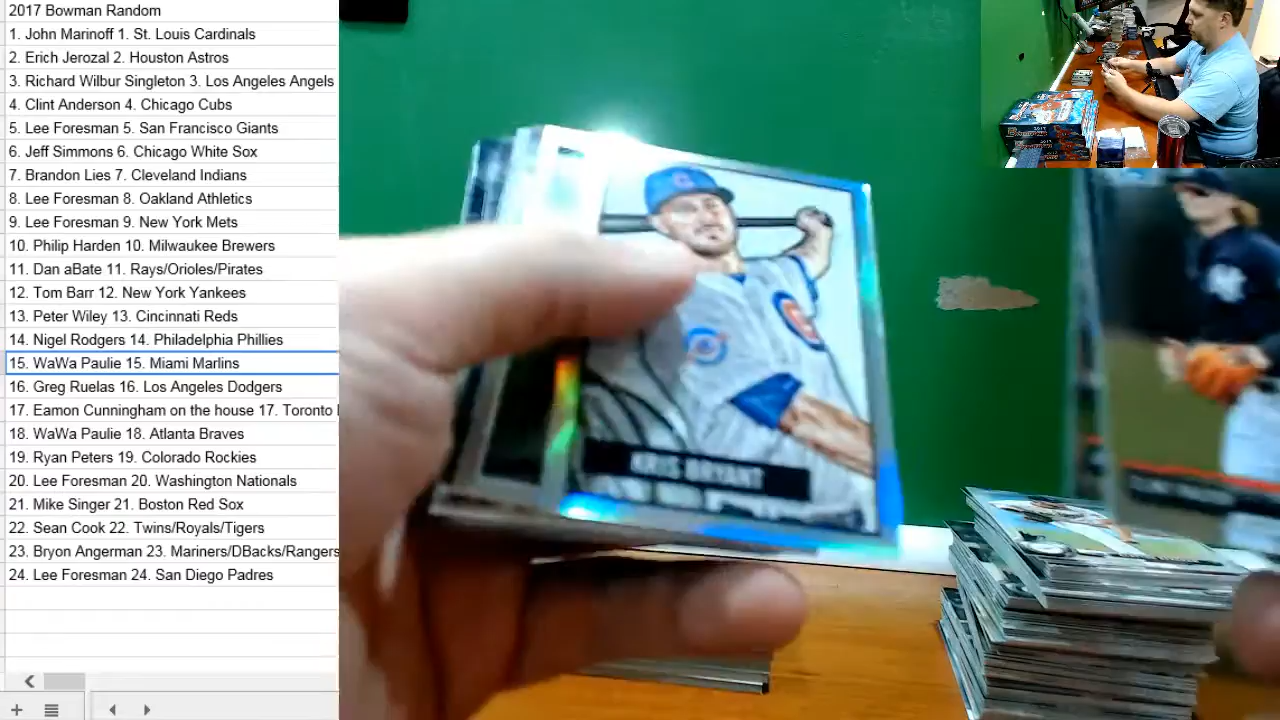 2017 Bowman Random
1. John Marinoff 1. St. Louis Cardinals
2. Erich Jerozal 2. Houston Astros
3. Richard Wilbur Singleton 3. Los Angeles Angels
4. Clint Anderson 4. Chicago Cubs
5. Lee Foresman 5. San Francisco Giants
6. Jeff Simmons 6. Chicago White Sox
7. Brandon Lies 7. Cleveland Indians
8. Lee Foresman 8. Oakland Athletics
9. Lee Foresman 9. New York Mets
10. Philip Harden 10. Milwaukee Brewers
11. Dan aBate 11. Rays/Orioles/Pirates
12. Tom Barr 12. New York Yankees
13. Peter Wiley 13. Cincinnati Reds
14. Nigel Rodgers 14. Philadelphia Phillies
15. WaWa Paulie 15. Miami Marlins
16. Greg Ruelas 16. Los Angeles Dodgers
17. Eamon Cunningham on the house 17. Toronto
18. WaWa Paulie 18. Atlanta Braves
19. Ryan Peters 19. Colorado Rockies
20. Lee Foresman 20. Washington Nationals
21. Mike Singer 21. Boston Red Sox
22. Sean Cook 22. Twins/Royals/Tigers
23. Bryon Angerman 23. Mariners/DBacks/Rangers
24. Lee Foresman 24. San Diego Padres
KRIS BRYANT